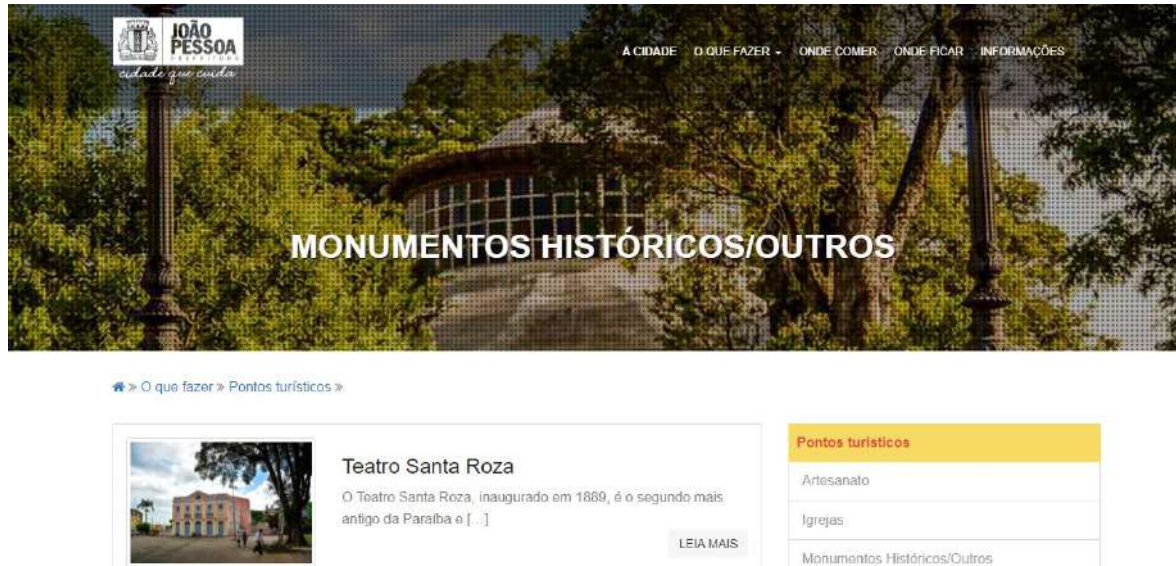 JOÃO
PESSOA
PREFEITURA
cidade que cuida
A CIDADE O QUE FAZER ONDE COMER ONDE FICAR INFORMAÇÕES
MONUMENTOS HISTÓRICOS/OUTROS
» O que fazer » Pontos turísticos »
Teatro Santa Roza
O Teatro Santa Roza, inaugurado em 1889, é o segundo mais
antigo da Paraíba e [...]
LEIA MAIS
Pontos turísticos
Artesanato
Igrejas
Monumentos Históricos/Outros